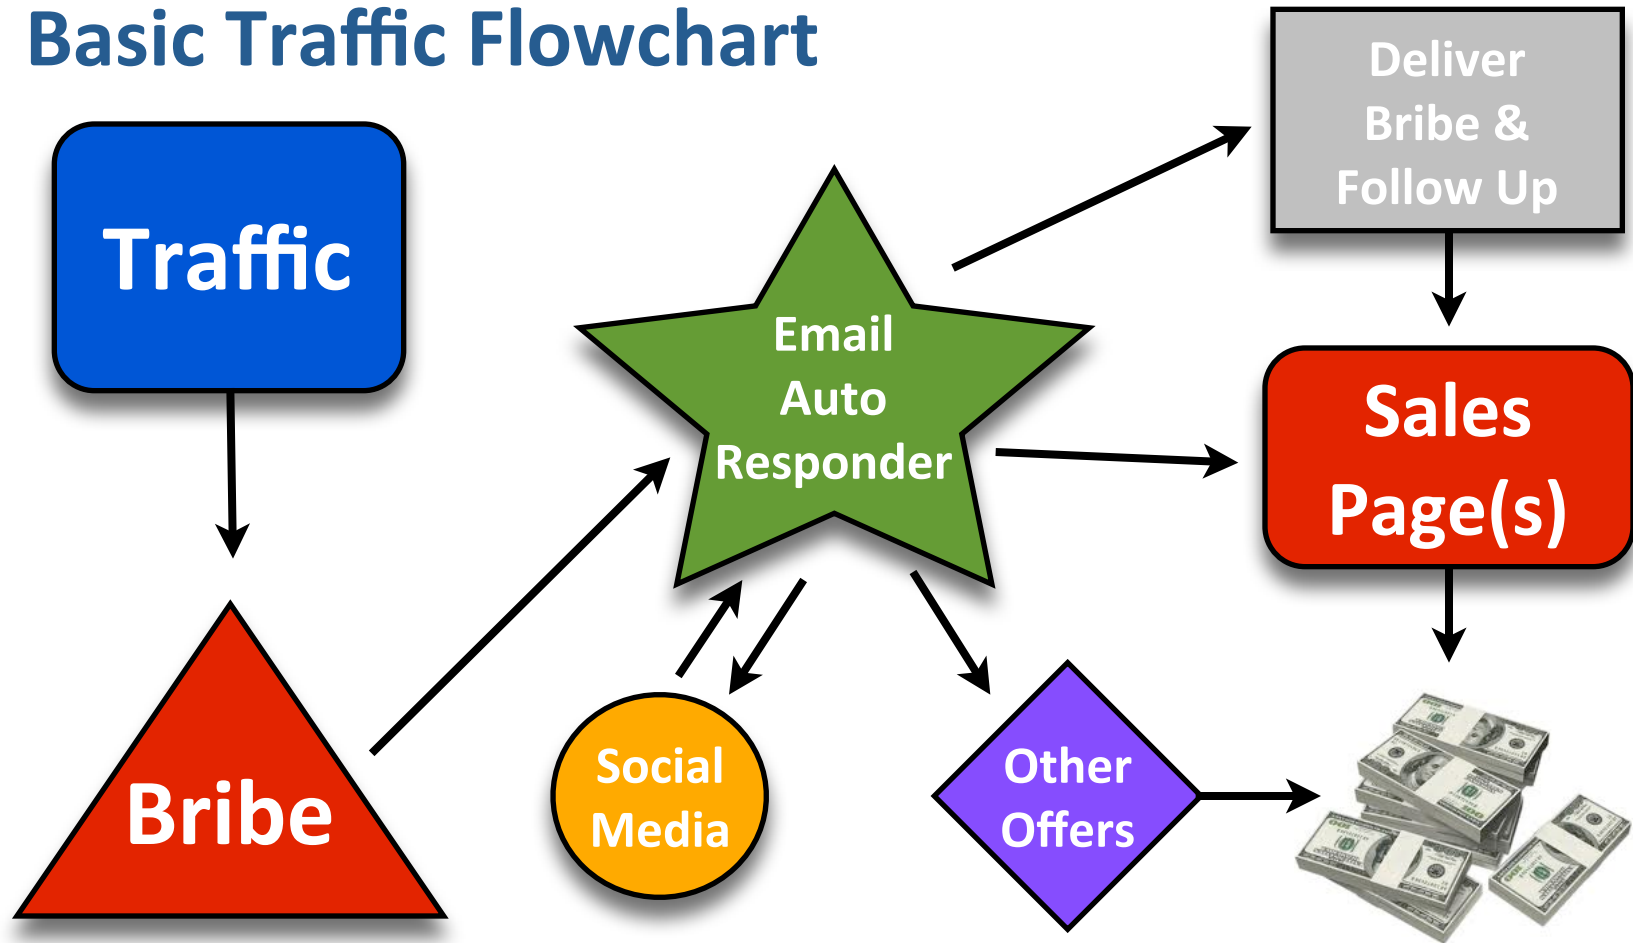 Basic Traffic Flowchart
Traffic
Bribe
Email
Auto
Responder
Social
Media
Other
Offers
Deliver
Bribe &
Follow Up
Sales
Page(s)